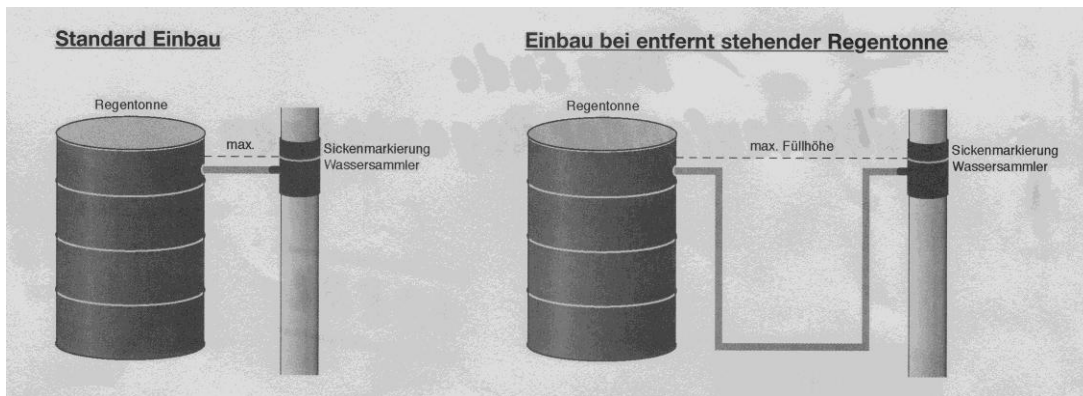 Standard Einbau
Regentonne
max.
Sickenmarkierung
Wassersammler
Einbau bei entfernt stehender Regentonne
Regentonne
max. Füllhöhe
Sickenmarkierung
Wassersammler